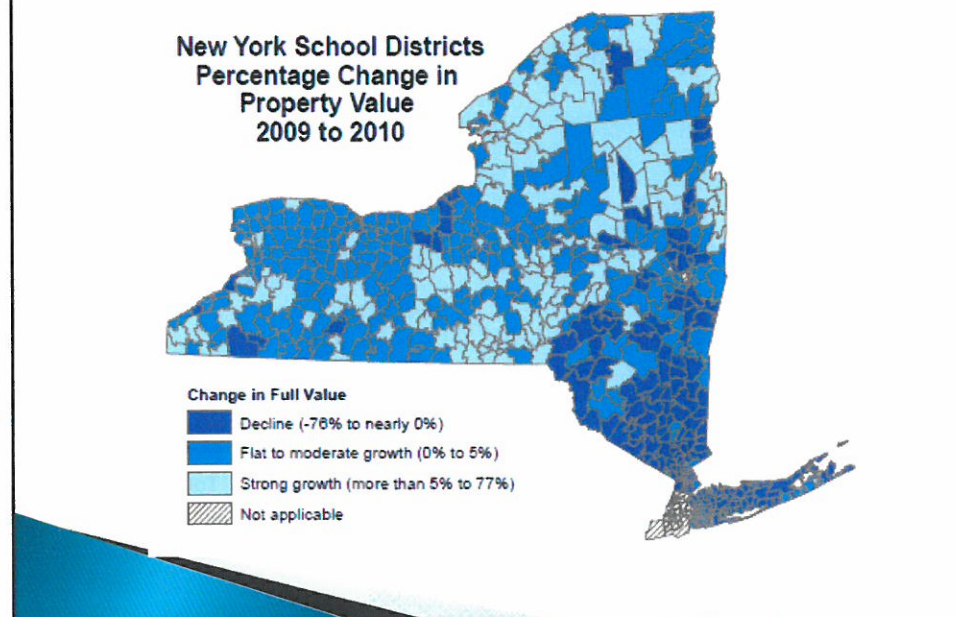 New York School Districts
Percentage Change in
Property Value
2009 to 2010
Change in Full Value
Decline (-76% to nearly 0%)
Flat to moderate growth (0% to 5%)
Strong growth (more than 5% to 77%)
Not applicable